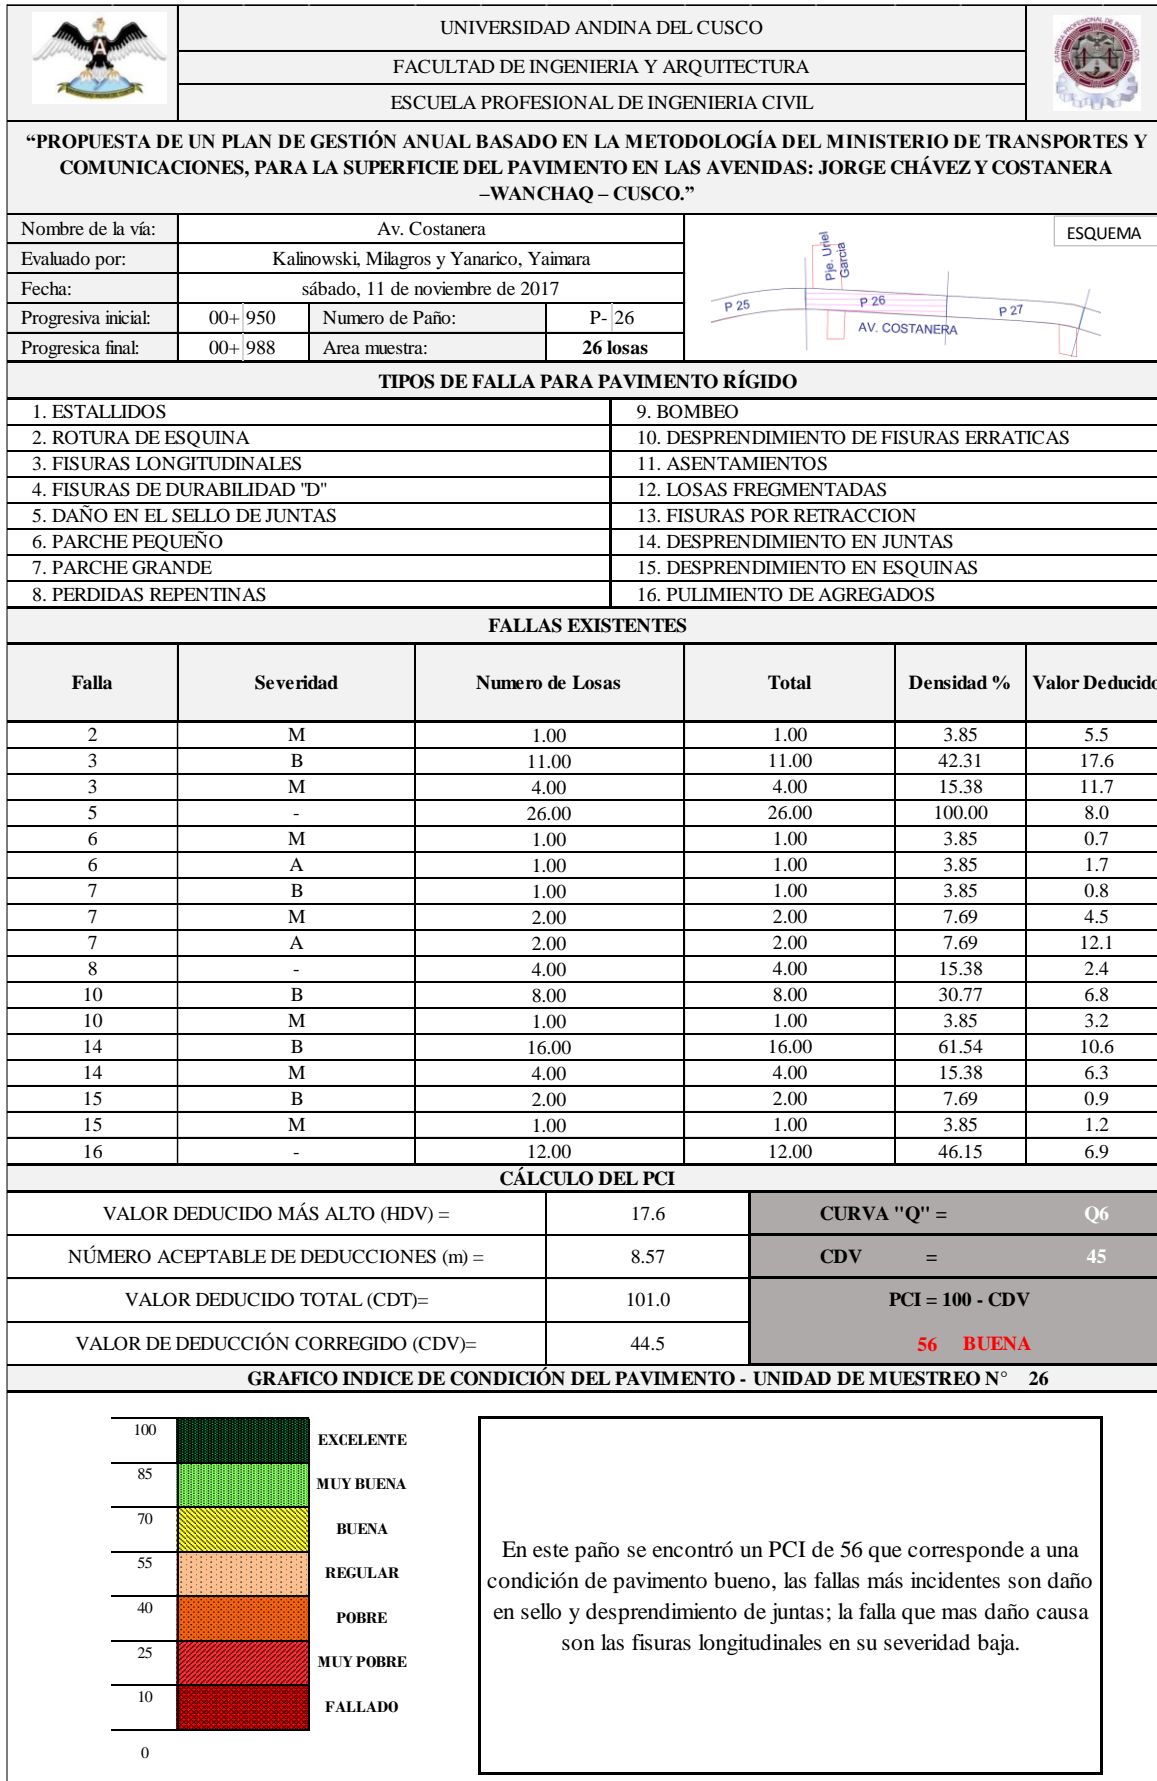 UNIVERSIDAD ANDINA DEL CUSCO
FACULTAD DE INGENIERIA Y ARQUITECTURA
ESCUELA PROFESIONAL DE INGENIERIA CIVIL
“PROPUESTA DE UN PLAN DE GESTIÓN ANUAL BASADO EN LA METODOLOGÍA DEL MINISTERIO DE TRANSPORTES Y
COMUNICACIONES, PARA LA SUPERFICIE DEL PAVIMENTO EN LAS AVENIDAS: JORGE CHÁVEZ Y COSTANERA
–WANCHAQ – CUSCO.”
Nombre de la vía: Av. Costanera
Evaluado por: Kalinowski, Milagros y Yanarico, Yaimara
Fecha: sábado, 11 de noviembre de 2017
Progresiva inicial: 00+ 950 Numero de Paño: P- 26
Progresica final: 00+ 988 Area muestra: 26 losas
ESQUEMA
Pje. Uriel
Garcia
P 25
P 26
P 27
AV. COSTANERA
TIPOS DE FALLA PARA PAVIMENTO RÍGIDO
1. ESTALLIDOS 9. BOMBEO
2. ROTURA DE ESQUINA 10. DESPRENDIMIENTO DE FISURAS ERRATICAS
3. FISURAS LONGITUDINALES 11. ASENTAMIENTOS
4. FISURAS DE DURABILIDAD "D" 12. LOSAS FREGMENTADAS
5. DAÑO EN EL SELLO DE JUNTAS 13. FISURAS POR RETRACCION
6. PARCHE PEQUEÑO 14. DESPRENDIMIENTO EN JUNTAS
7. PARCHE GRANDE 15. DESPRENDIMIENTO EN ESQUINAS
8. PERDIDAS REPENTINAS 16. PULIMIENTO DE AGREGADOS
FALLAS EXISTENTES
Falla Severidad Numero de Losas Total Densidad % Valor Deducido
2 M 1.00 1.00 3.85 5.5
3 B 11.00 11.00 42.31 17.6
3 M 4.00 4.00 15.38 11.7
5 - 26.00 26.00 100.00 8.0
6 M 1.00 1.00 3.85 0.7
6 A 1.00 1.00 3.85 1.7
7 B 1.00 1.00 3.85 0.8
7 M 2.00 2.00 7.69 4.5
7 A 2.00 2.00 7.69 12.1
8 - 4.00 4.00 15.38 2.4
10 B 8.00 8.00 30.77 6.8
10 M 1.00 1.00 3.85 3.2
14 B 16.00 16.00 61.54 10.6
14 M 4.00 4.00 15.38 6.3
15 B 2.00 2.00 7.69 0.9
15 M 1.00 1.00 3.85 1.2
16 - 12.00 12.00 46.15 6.9
CÁLCULO DEL PCI
VALOR DEDUCIDO MÁS ALTO (HDV) = 17.6 CURVA "Q" = Q6
NÚMERO ACEPTABLE DE DEDUCCIONES (m) = 8.57 CDV = 45
VALOR DEDUCIDO TOTAL (CDT)= 101.0 PCI = 100 - CDV
VALOR DE DEDUCCIÓN CORREGIDO (CDV)= 44.5 56 BUENA
GRAFICO INDICE DE CONDICIÓN DEL PAVIMENTO - UNIDAD DE MUESTREO N° 26
100
EXCELENTE
85
MUY BUENA
70
BUENA
55
REGULAR
40
POBRE
25
MUY POBRE
10
FALLADO
0
En este paño se encontró un PCI de 56 que corresponde a una
condición de pavimento bueno, las fallas más incidentes son daño
en sello y desprendimiento de juntas; la falla que mas daño causa
son las fisuras longitudinales en su severidad baja.